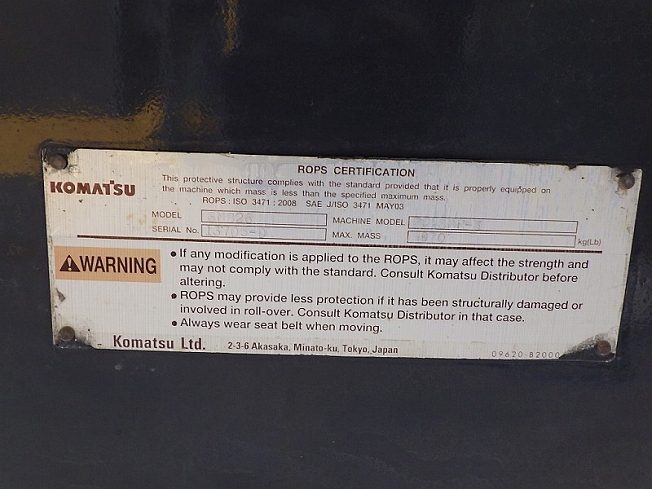 ROPS CERTIFICATION
KOMATSU
This protective structure complies with the standard provided that it is properly equipped on
the machine which mass is less than the specified maximum mass.
ROPS : ISO 3471 : 2008 SAE J/ISO 3471 MAY03
MODEL MACHINE MODEL
SERIAL No. MAX. MASS kg(Lb)
WARNING
• If any modification is applied to the ROPS, it may affect the strength and
may not comply with the standard. Consult Komatsu Distributor before
altering.
• ROPS may provide less protection if it has been structurally damaged or
involved in roll-over. Consult Komatsu Distributor in that case.
• Always wear seat belt when moving.
Komatsu Ltd. 2-3-6 Akasaka, Minato-ku, Tokyo, Japan
09620-B2000